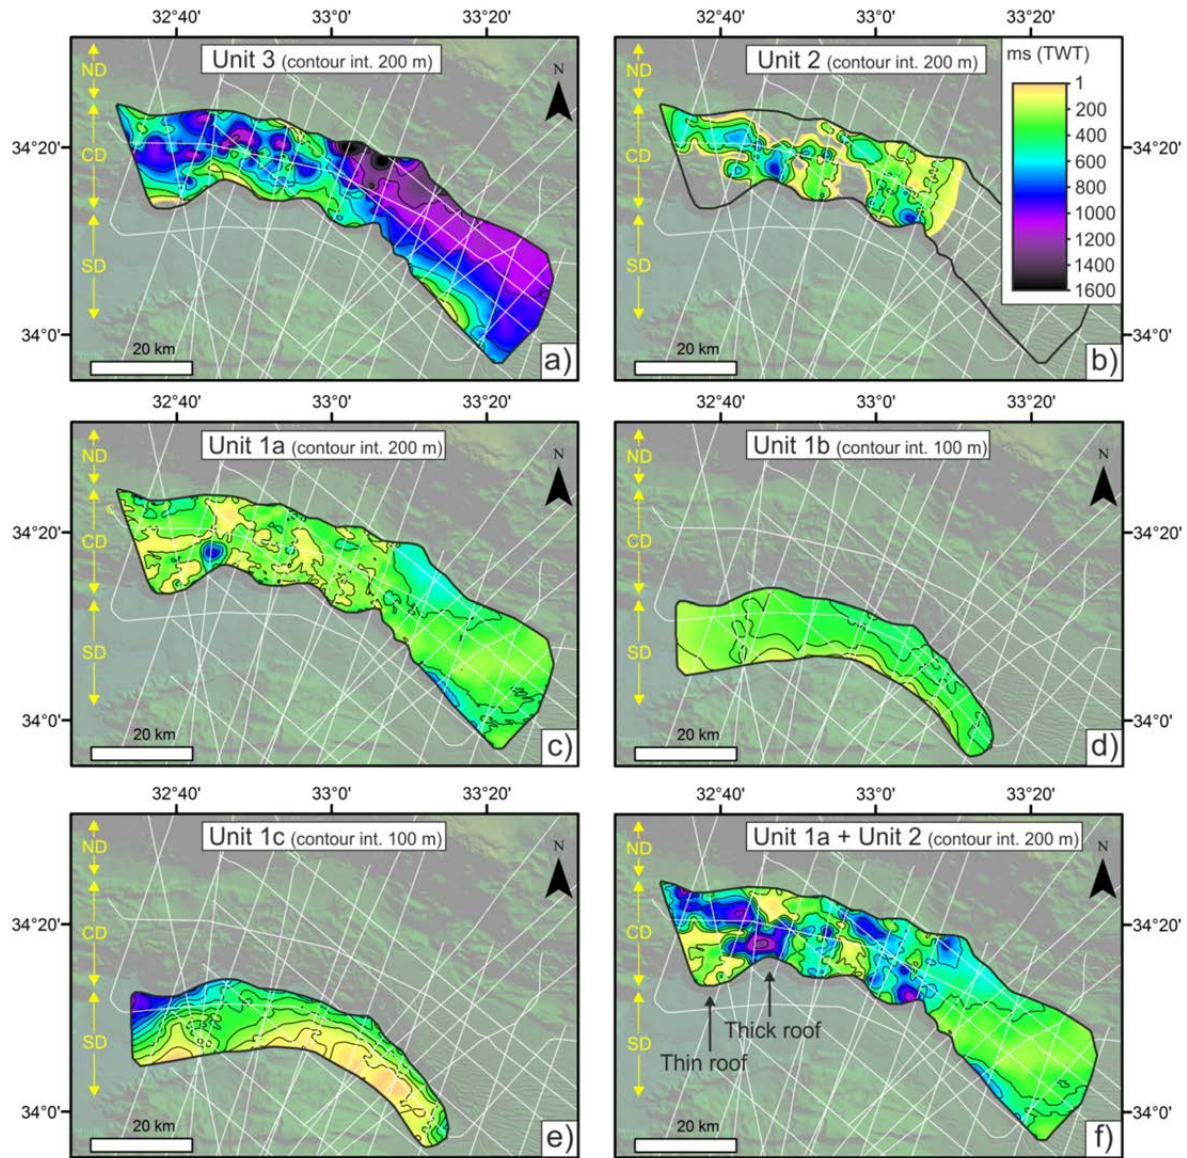 32°40' 33°0' 33°20' 32°40' 33°0' 33°20'
Unit 3 (contour int. 200 m)
N
ND
CD
SD
34°20'
34°0'
20 km
a)
Unit 2 (contour int. 200 m)
ms (TWT)
1
200
400
600
800
1000
1200
1400
1600
ND
CD
SD
34°20'
34°0'
20 km
b)
32°40' 33°0' 33°20' 32°40' 33°0' 33°20'
Unit 1a (contour int. 200 m)
N
ND
CD
SD
34°20'
34°0'
20 km
c)
Unit 1b (contour int. 100 m)
N
ND
CD
SD
34°20'
34°0'
20 km
d)
32°40' 33°0' 33°20' 32°40' 33°0' 33°20'
Unit 1c (contour int. 100 m)
N
ND
CD
SD
34°20'
34°0'
20 km
e)
Unit 1a + Unit 2 (contour int. 200 m)
N
ND
CD
SD
34°20'
34°0'
Thick roof
Thin roof
20 km
f)